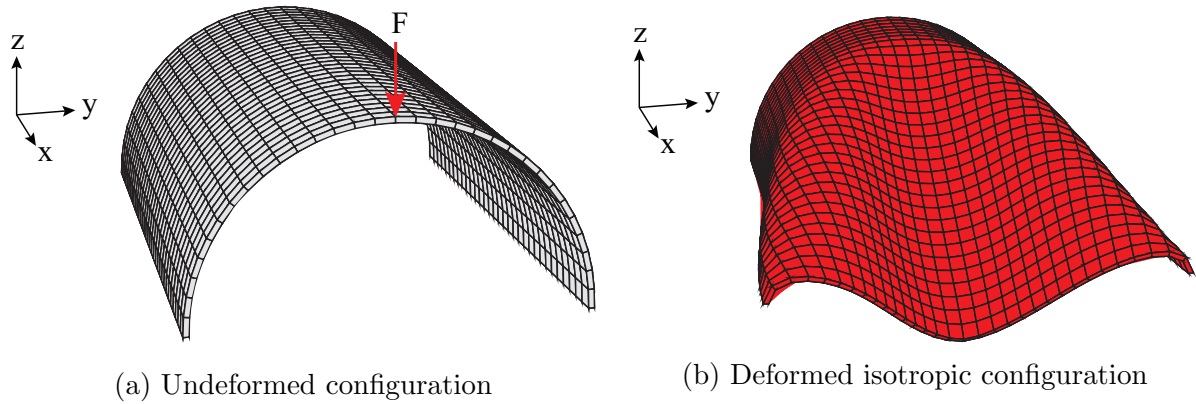 F
z
y
x
z
y
x
(a) Undeformed configuration
(b) Deformed isotropic configuration